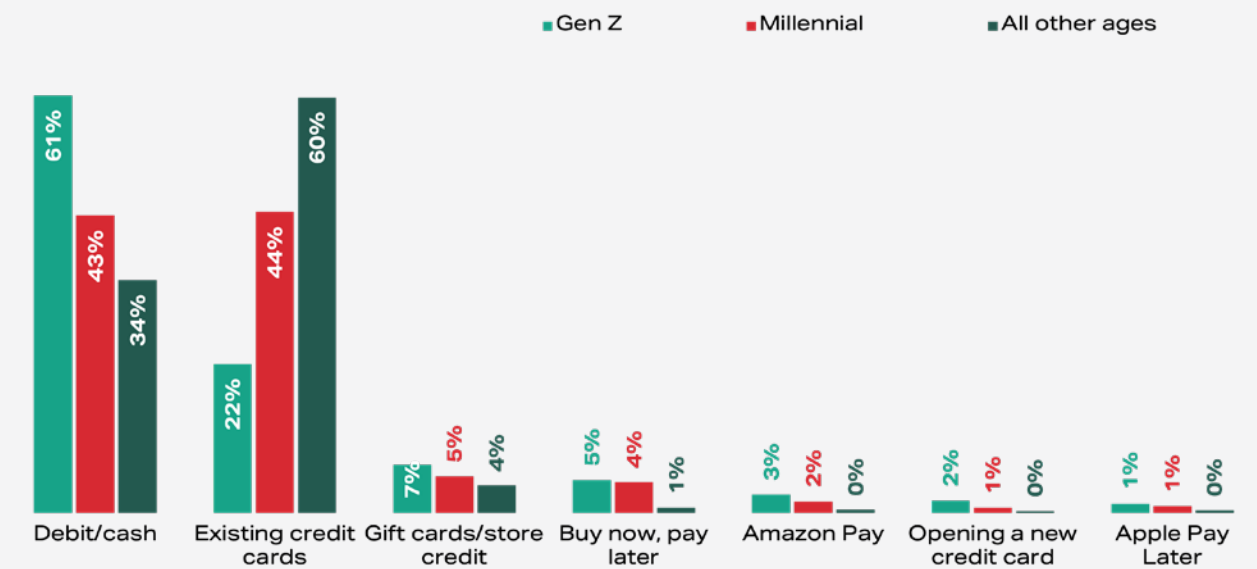 Gen Z Millennial All other ages
61% 43% 34%
22% 44% 60%
7% 5% 4%
5% 4% 1%
3% 2% 0%
2% 1% 0%
1% 1% 0%
Debit/cash
Existing credit
cards
Gift cards/store
credit
Buy now, pay
later
Amazon Pay
Opening a new
credit card
Apple Pay
Later